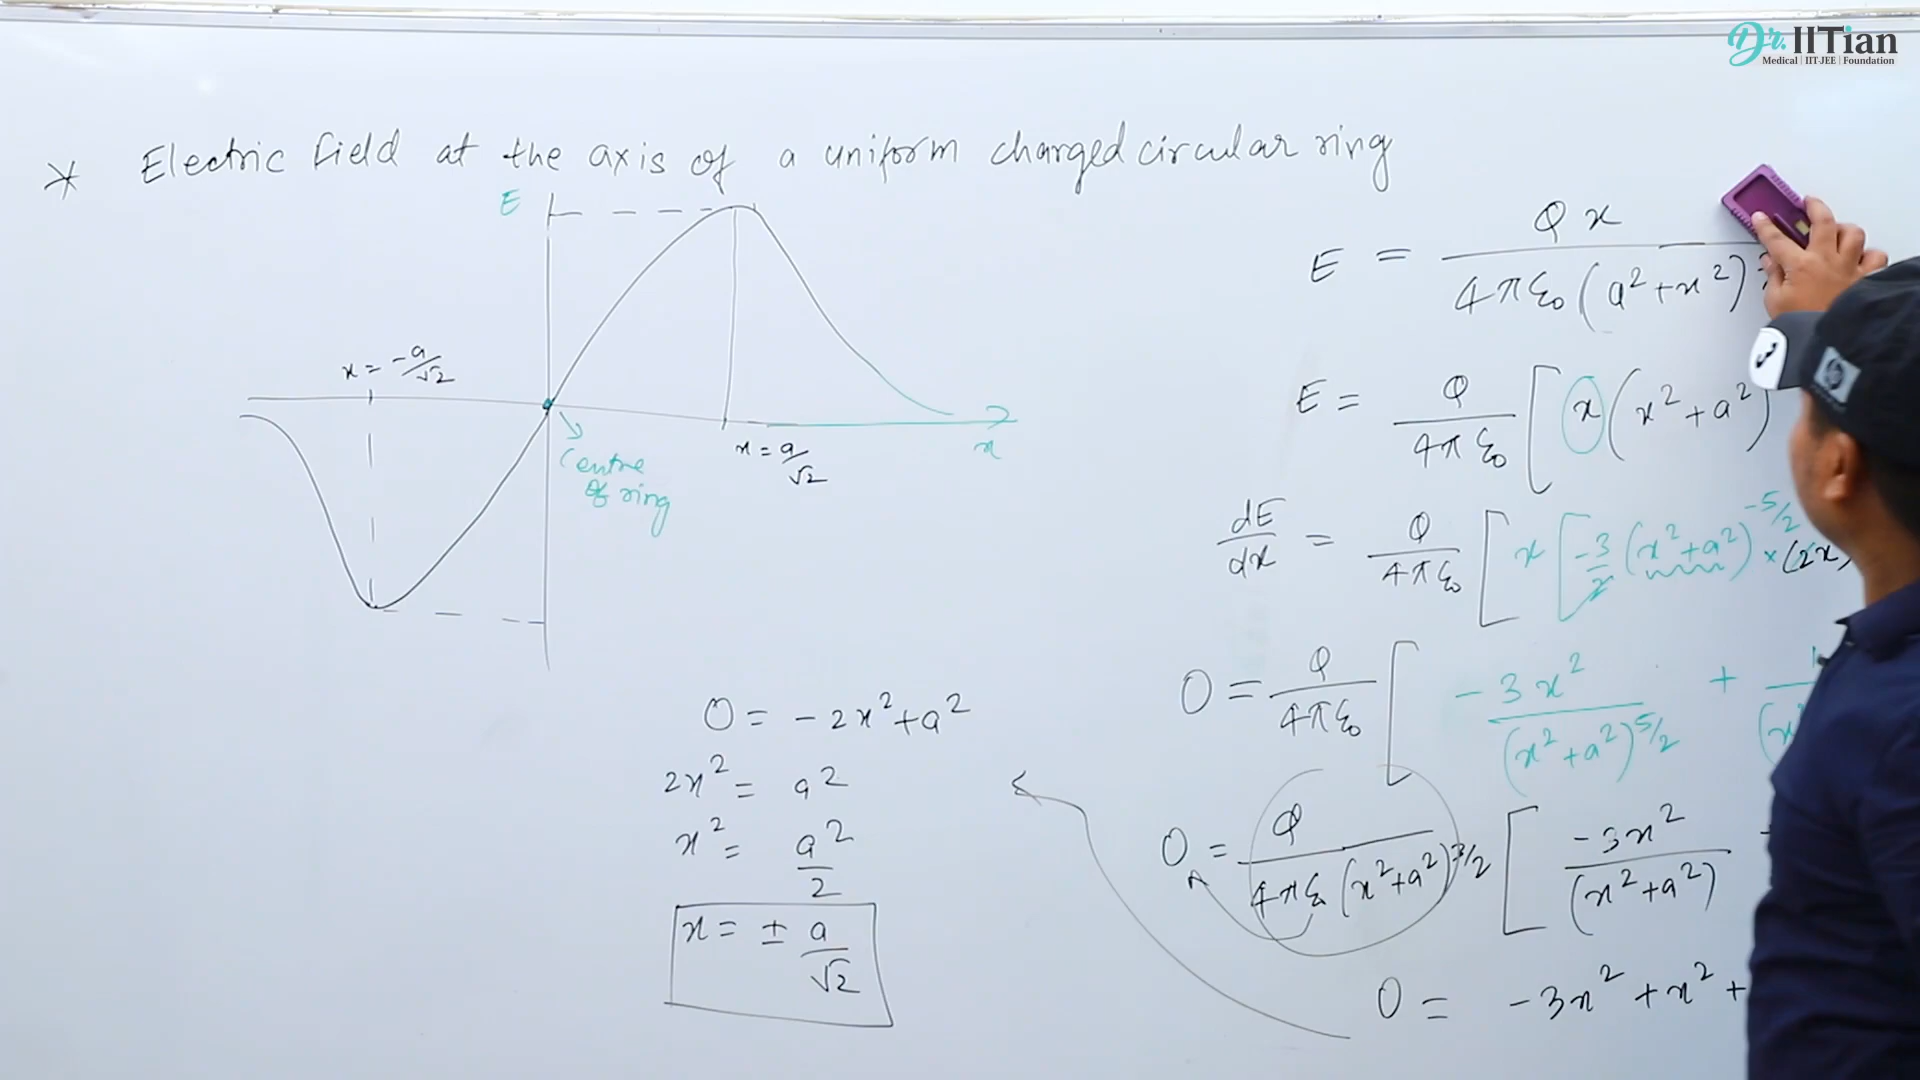 Dr. IITian
Medical | IIT-JEE | Foundation
* Electric field at the axis of a uniform charged circular ring
E
x = -a/√2
Centre
of ring
x = a/√2
x
E = Qx / 4πε₀(a²+x²)
E = Q/4πε₀ [x(x²+a²)
dE/dx = Q/4πε₀ [x[-3/2 (x²+a²)^-5/2 × (2x)
0 = Q/4πε₀ [-3x²/(x²+a²)^5/2 + 1/(x²
0 = Q/4πε₀(x²+a²)^3/2 [-3x²/(x²+a²)
0 = -3x² + x² +
0 = -2x²+a²
2x² = a²
x² = a²/2
x = ± a/√2
hp